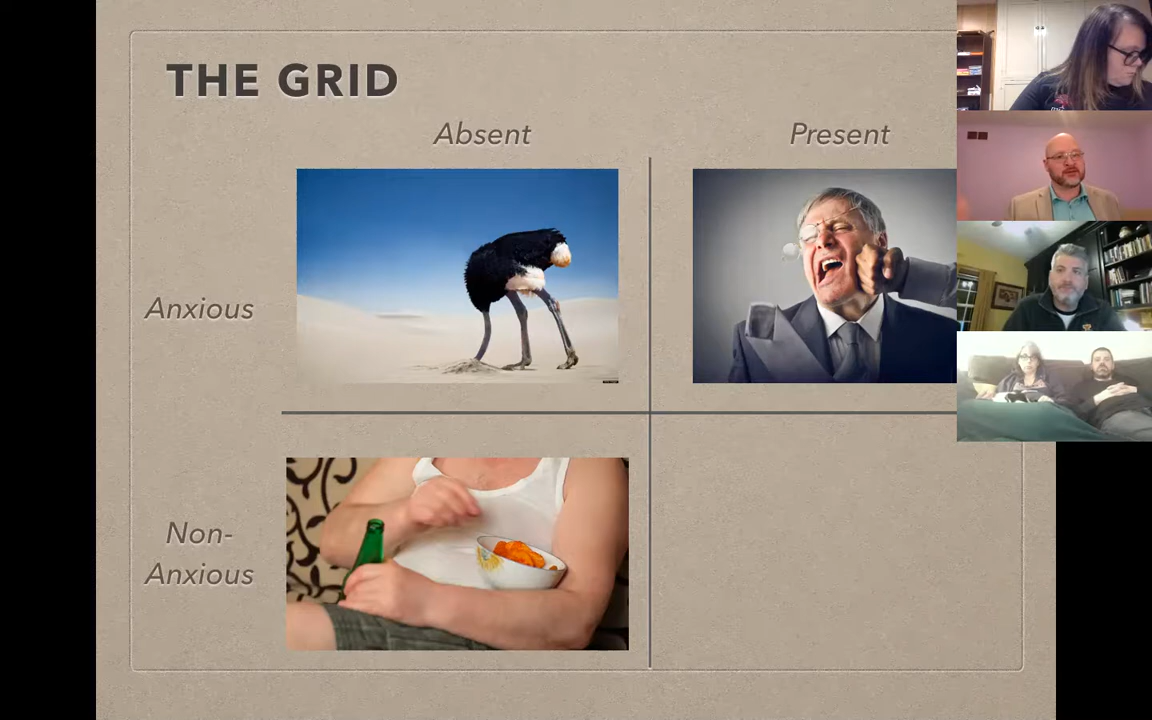 THE GRID
Absent
Present
Anxious
Non-
Anxious